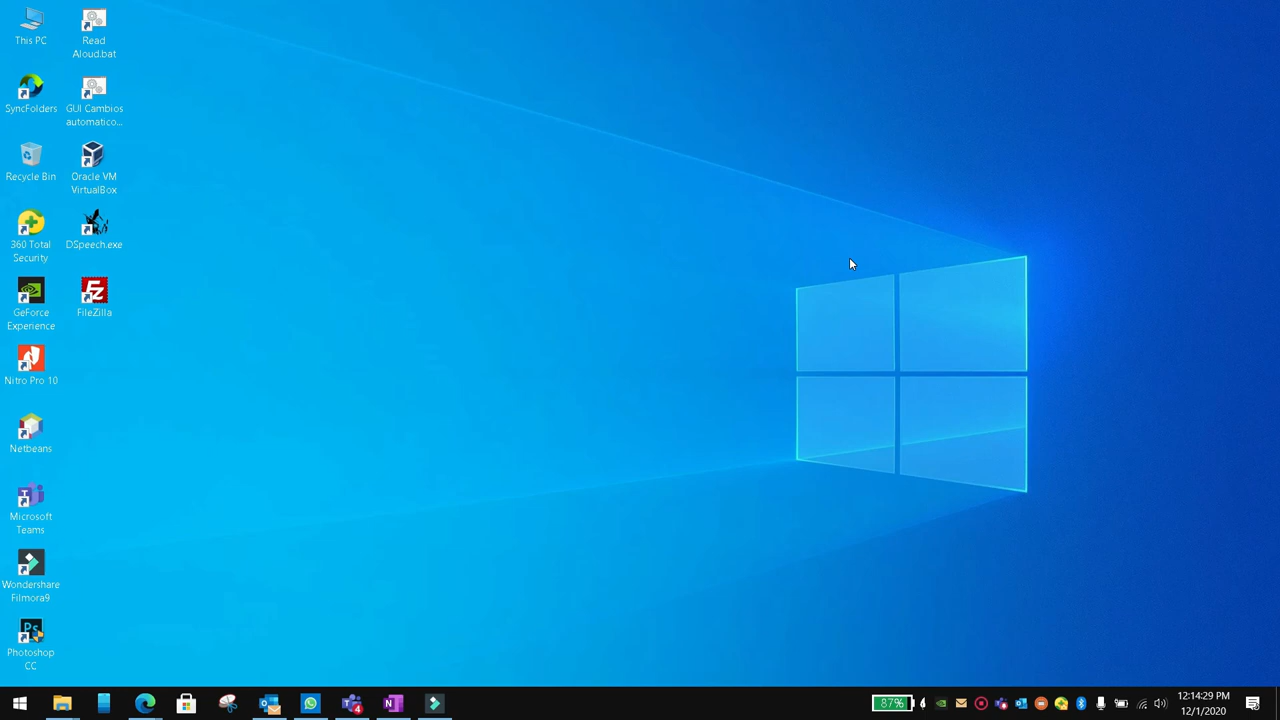 This PC
Read
Aloud.bat
SyncFolders
GUI Cambios
automatico...
Recycle Bin
Oracle VM
VirtualBox
360 Total
Security
DSpeech.exe
GeForce
Experience
FileZilla
Nitro Pro 10
Netbeans
Microsoft
Teams
Wondershare
Filmora9
Ps
Photoshop
CC
4
87%
12:14:29 PM
12/1/2020